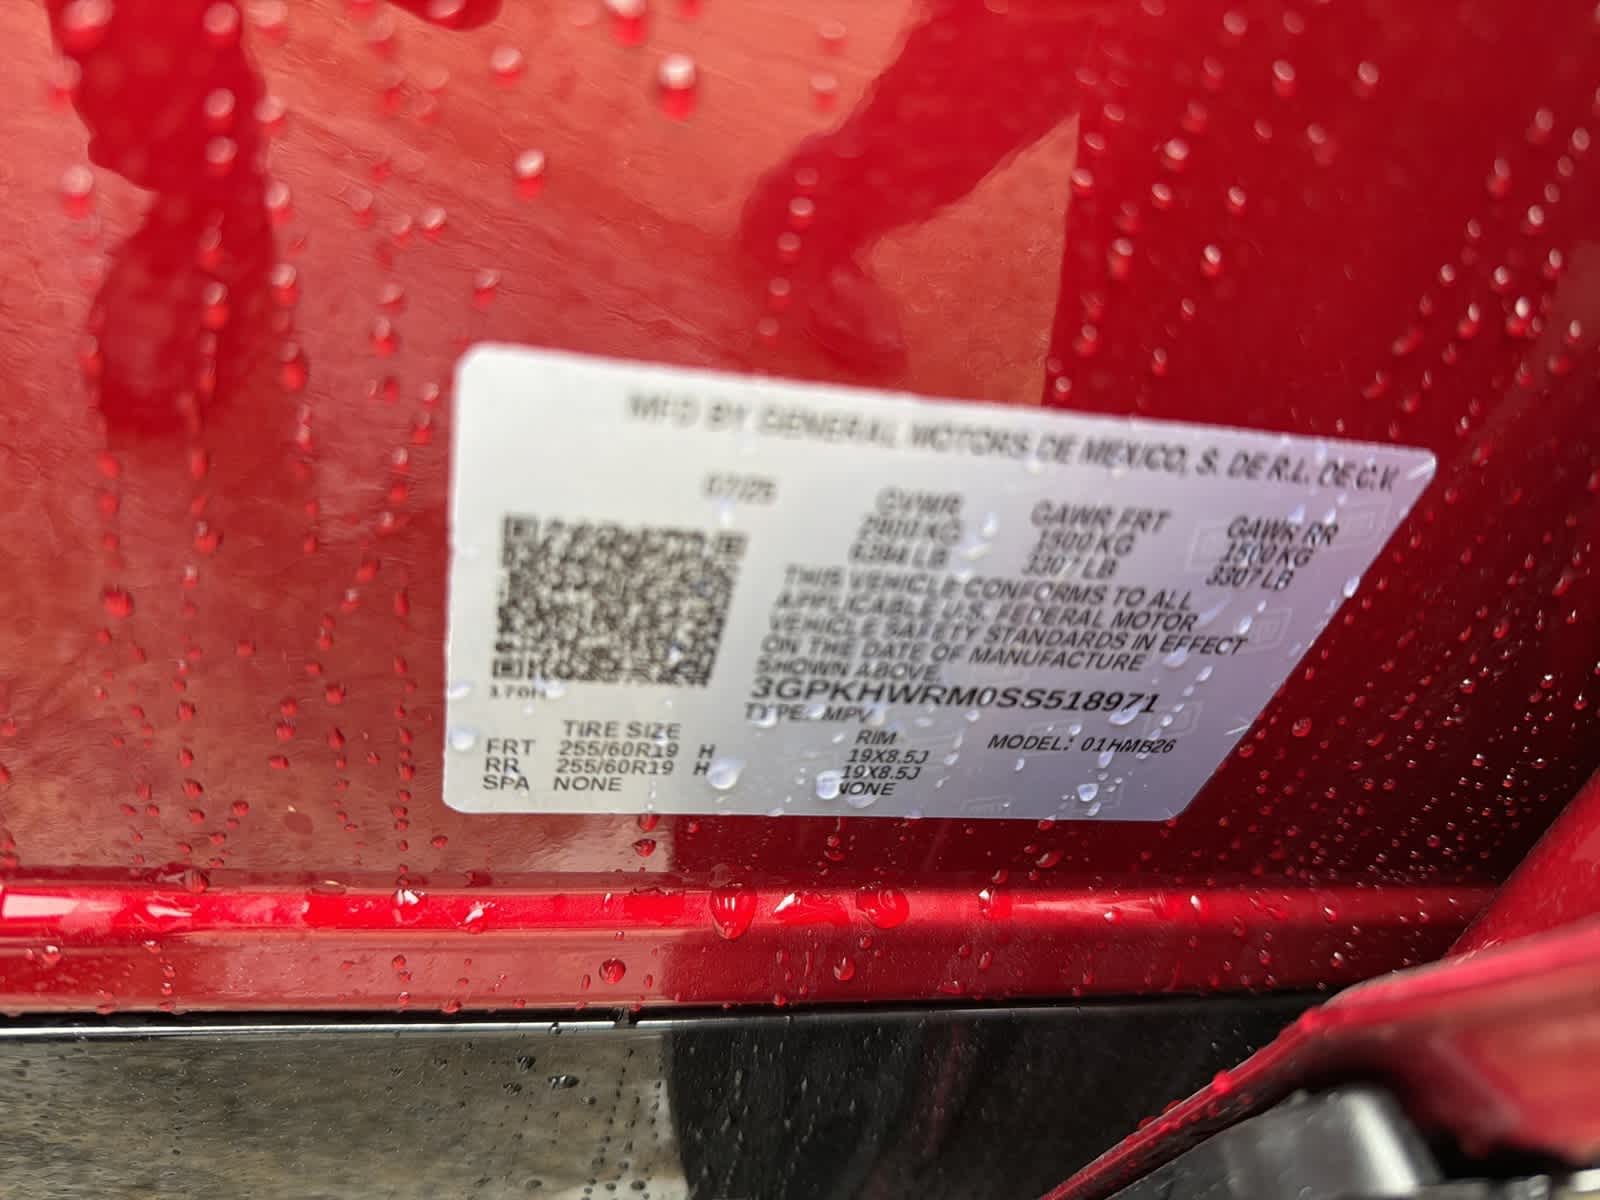 MFD BY GENERAL MOTORS DE MEXICO, S. DE R.L. DE C.V.
07/25
GVWR GAWR FRT GAWR RR
KG 1500 KG 1500 KG
LB 3307 LB 3307 LB
THIS VEHICLE CONFORMS TO ALL
APPLICABLE U.S. FEDERAL MOTOR
VEHICLE SAFETY STANDARDS IN EFFECT
ON THE DATE OF MANUFACTURE
SHOWN ABOVE.
3GPKHWRM0SS518971
TYPE: MPV
MODEL: 01HMB26
TIRE SIZE RIM
FRT 255/60R19 H 19X8.5J
RR 255/60R19 H 19X8.5J
SPA NONE NONE